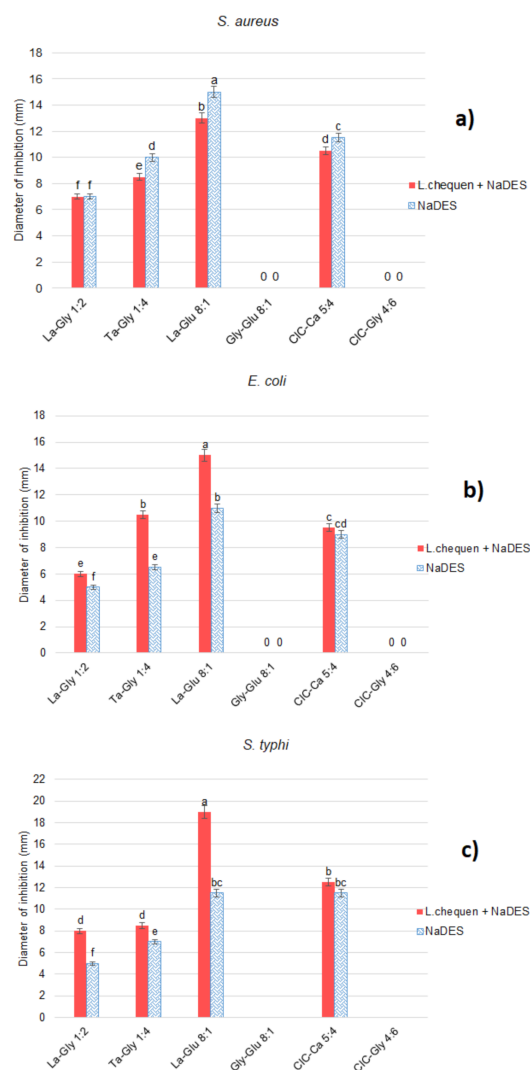 S. aureus
18
16
14
12
10
8
6
4
2
0
Diameter of inhibition (mm)
f f
e d
b a
0 0
d c
0 0
La-Gly 1:2
Ta-Gly 1:4
La-Glu 8:1
Gly-Glu 8:1
ClC-Ca 5:4
ClC-Gly 4:6
a)
L.chequen + NaDES
NaDES
E. coli
18
16
14
12
10
8
6
4
2
0
Diameter of inhibition (mm)
e f
b e
a b
0 0
c cd
0 0
La-Gly 1:2
Ta-Gly 1:4
La-Glu 8:1
Gly-Glu 8:1
ClC-Ca 5:4
ClC-Gly 4:6
b)
L.chequen + NaDES
NaDES
S. typhi
22
20
18
16
14
12
10
8
6
4
2
0
Diameter of inhibition (mm)
d f
d e
a bc
b bc
La-Gly 1:2
Ta-Gly 1:4
La-Glu 8:1
Gly-Glu 8:1
ClC-Ca 5:4
ClC-Gly 4:6
c)
L.chequen + NaDES
NaDES